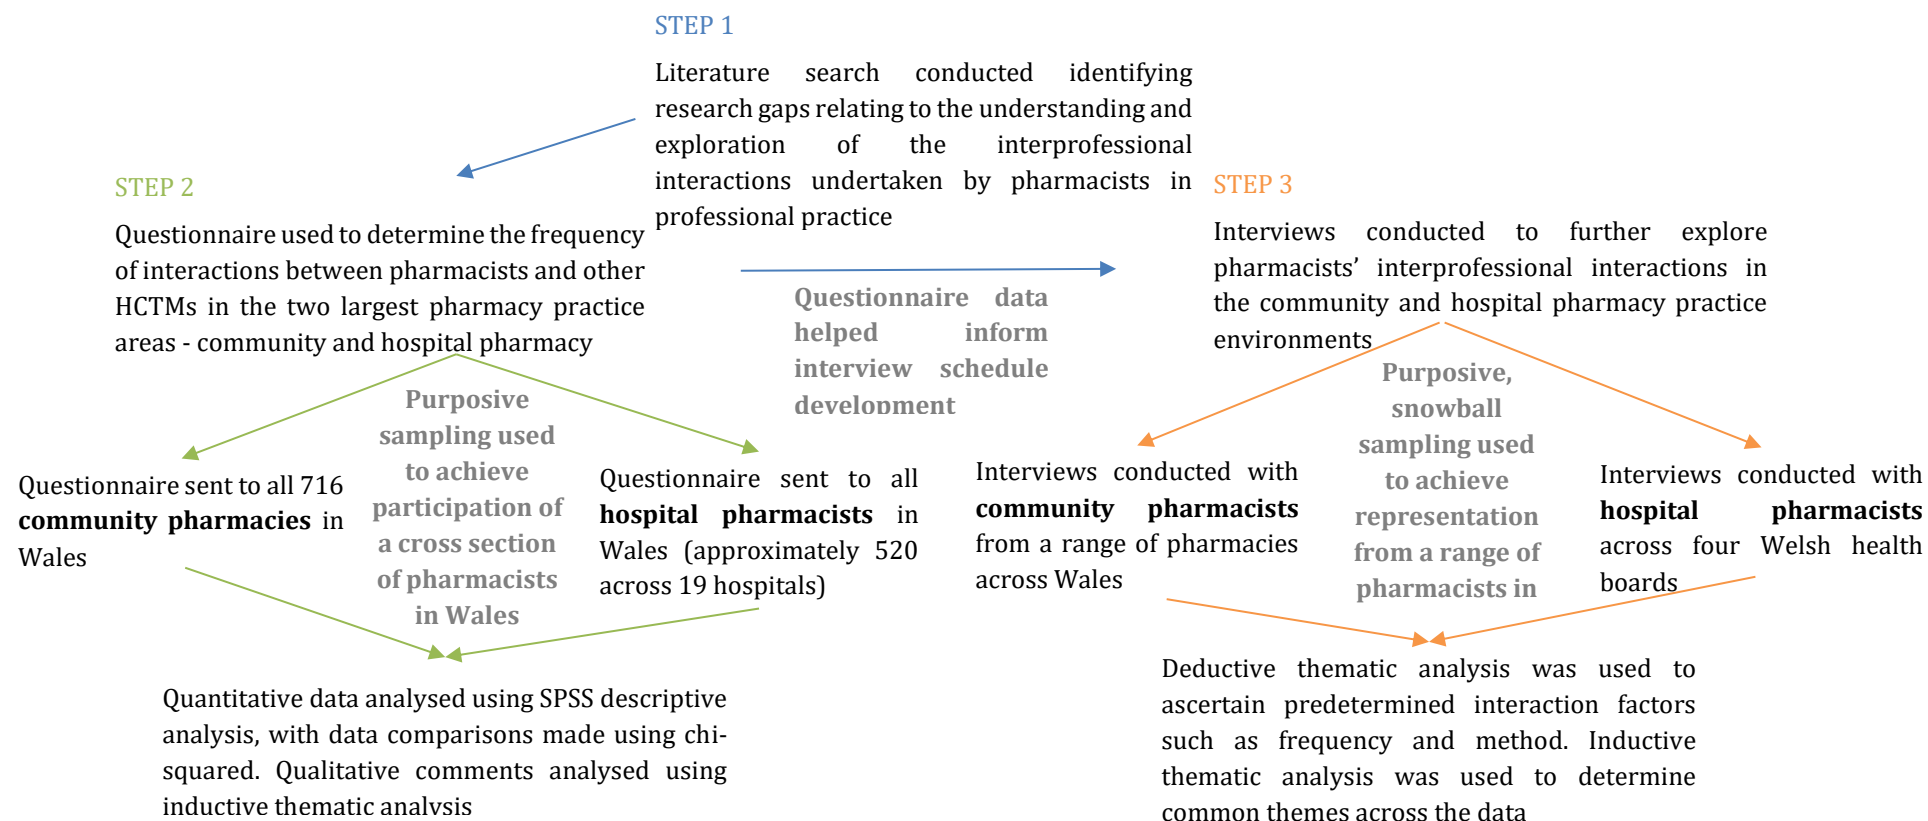 STEP 1
Literature search conducted identifying
research gaps relating to the understanding and
exploration of the interprofessional
interactions undertaken by pharmacists in
professional practice
STEP 2
Questionnaire used to determine the frequency
of interactions between pharmacists and other
HCTMs in the two largest pharmacy practice
areas - community and hospital pharmacy
Questionnaire data
helped inform
interview schedule
development
STEP 3
Interviews conducted to further explore
pharmacists’ interprofessional interactions in
the community and hospital pharmacy practice
environments
Questionnaire sent to all 716
community pharmacies in
Wales
Purposive
sampling used
to achieve
participation of
a cross section
of pharmacists
in Wales
Questionnaire sent to all
hospital pharmacists in
Wales (approximately 520
across 19 hospitals)
Interviews conducted with
community pharmacists
from a range of pharmacies
across Wales
Purposive,
snowball
sampling used
to achieve
representation
from a range of
pharmacists in
Interviews conducted with
hospital pharmacists
across four Welsh health
boards
Quantitative data analysed using SPSS descriptive
analysis, with data comparisons made using chi-
squared. Qualitative comments analysed using
inductive thematic analysis
Deductive thematic analysis was used to
ascertain predetermined interaction factors
such as frequency and method. Inductive
thematic analysis was used to determine
common themes across the data